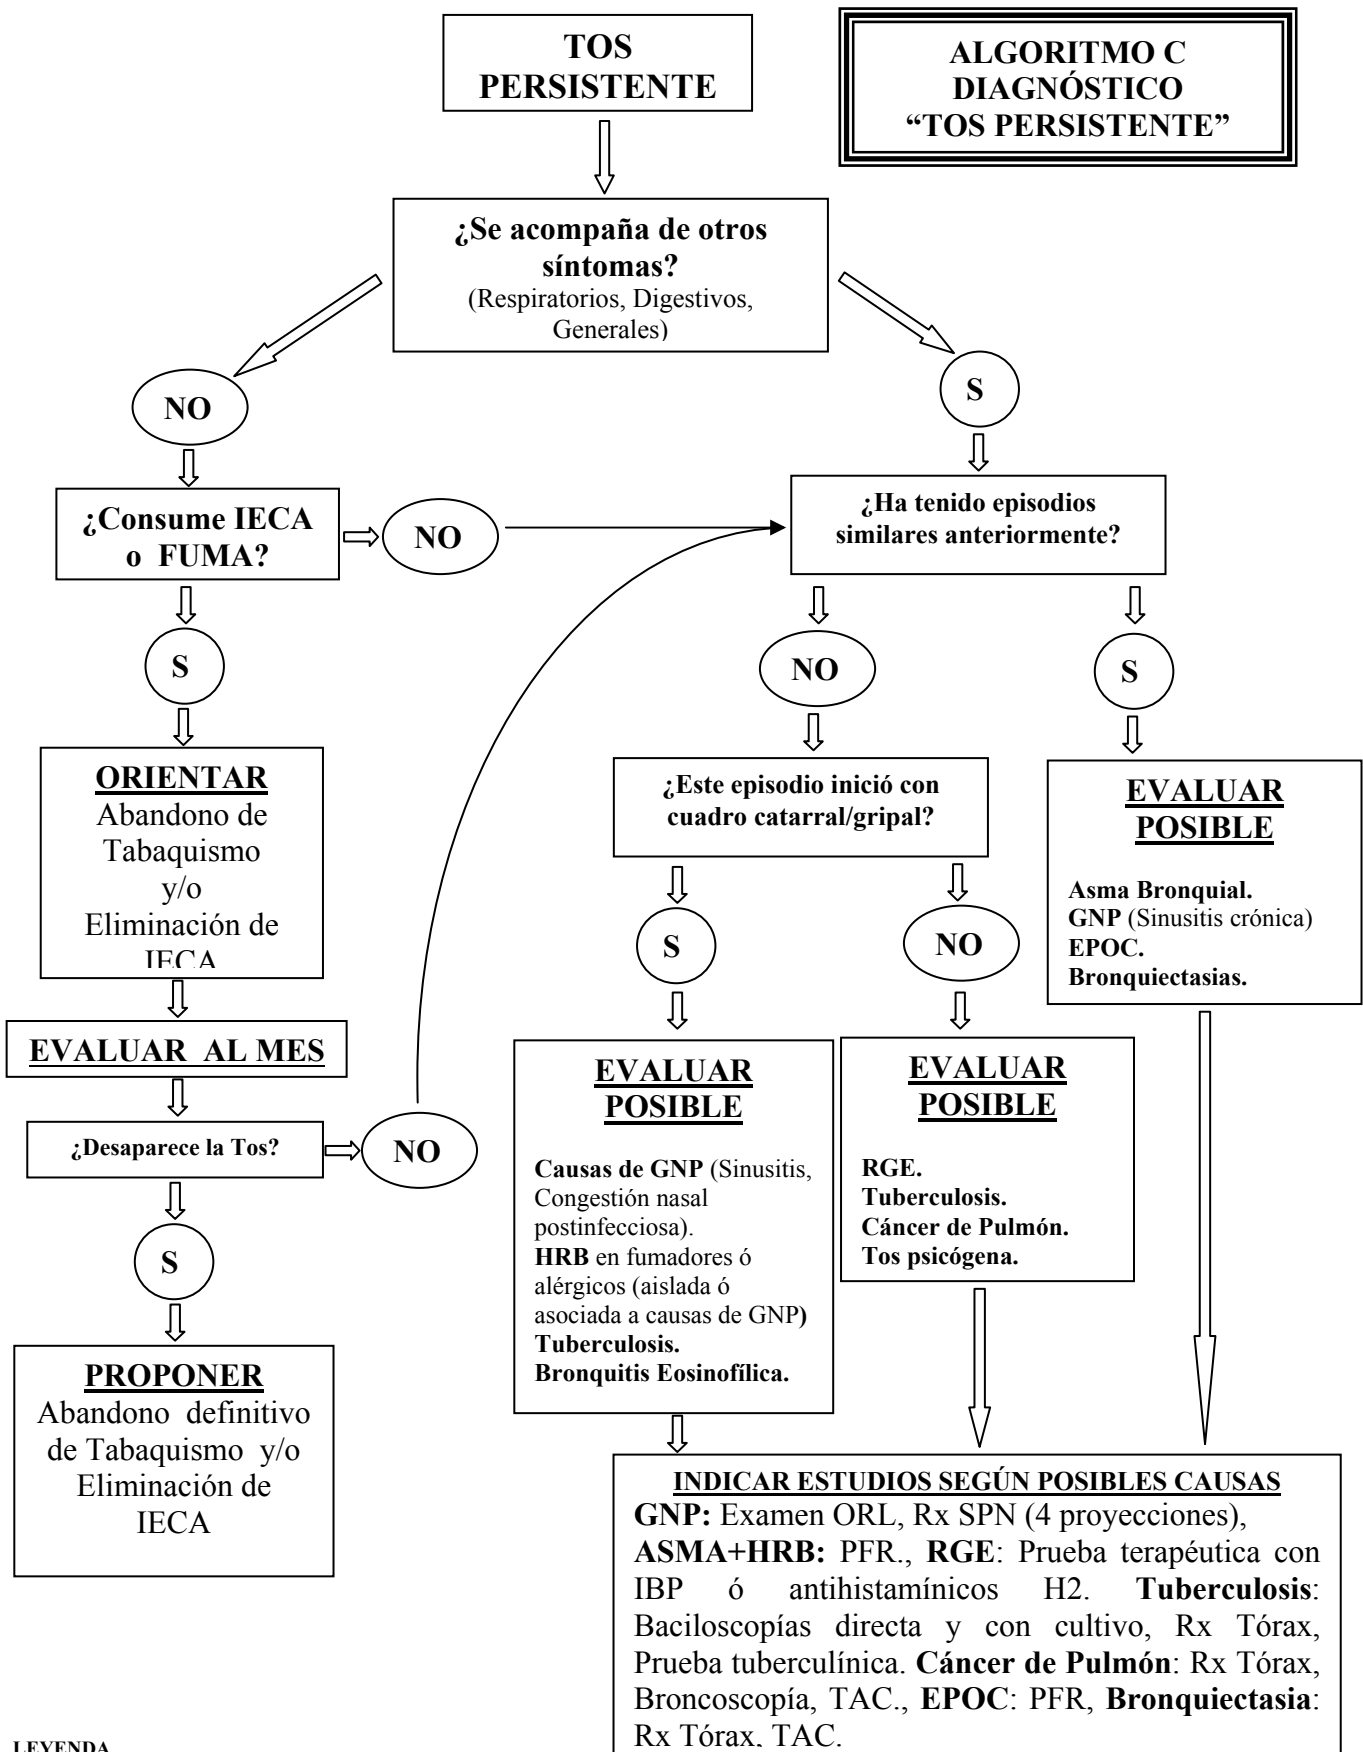 TOS
PERSISTENTE
ALGORITMO C
DIAGNÓSTICO
“TOS PERSISTENTE”
¿Se acompaña de otros
síntomas?
(Respiratorios, Digestivos,
Generales)
NO
S
¿Consume IECA
o FUMA?
NO
¿Ha tenido episodios
similares anteriormente?
S
NO
S
ORIENTAR
Abandono de
Tabaquismo
y/o
Eliminación de
IECA
¿Este episodio inició con
cuadro catarral/gripal?
EVALUAR
POSIBLE
Asma Bronquial.
GNP (Sinusitis crónica)
EPOC.
Bronquiectasias.
S
NO
EVALUAR AL MES
¿Desaparece la Tos?
NO
EVALUAR
POSIBLE
Causas de GNP (Sinusitis,
Congestión nasal
postinfecciosa).
HRB en fumadores ó
alérgicos (aislada ó
asociada a causas de GNP)
Tuberculosis.
Bronquitis Eosinofílica.
EVALUAR
POSIBLE
RGE.
Tuberculosis.
Cáncer de Pulmón.
Tos psicógena.
S
PROPONER
Abandono definitivo
de Tabaquismo y/o
Eliminación de
IECA
INDICAR ESTUDIOS SEGÚN POSIBLES CAUSAS
GNP: Examen ORL, Rx SPN (4 proyecciones),
ASMA+HRB: PFR., RGE: Prueba terapéutica con
IBP ó antihistamínicos H2. Tuberculosis:
Baciloscopías directa y con cultivo, Rx Tórax,
Prueba tuberculínica. Cáncer de Pulmón: Rx Tórax,
Broncoscopía, TAC., EPOC: PFR, Bronquiectasia:
Rx Tórax, TAC.
LEYENDA